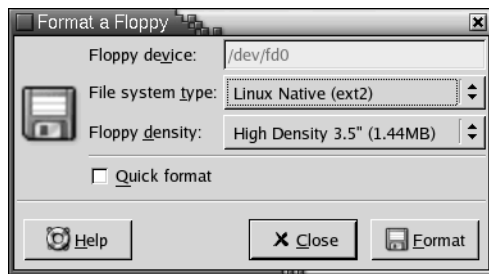 Format a Floppy
Floppy device: /dev/fd0
File system type: Linux Native (ext2)
Floppy density: High Density 3.5" (1.44MB)
Quick format
Help Close Format